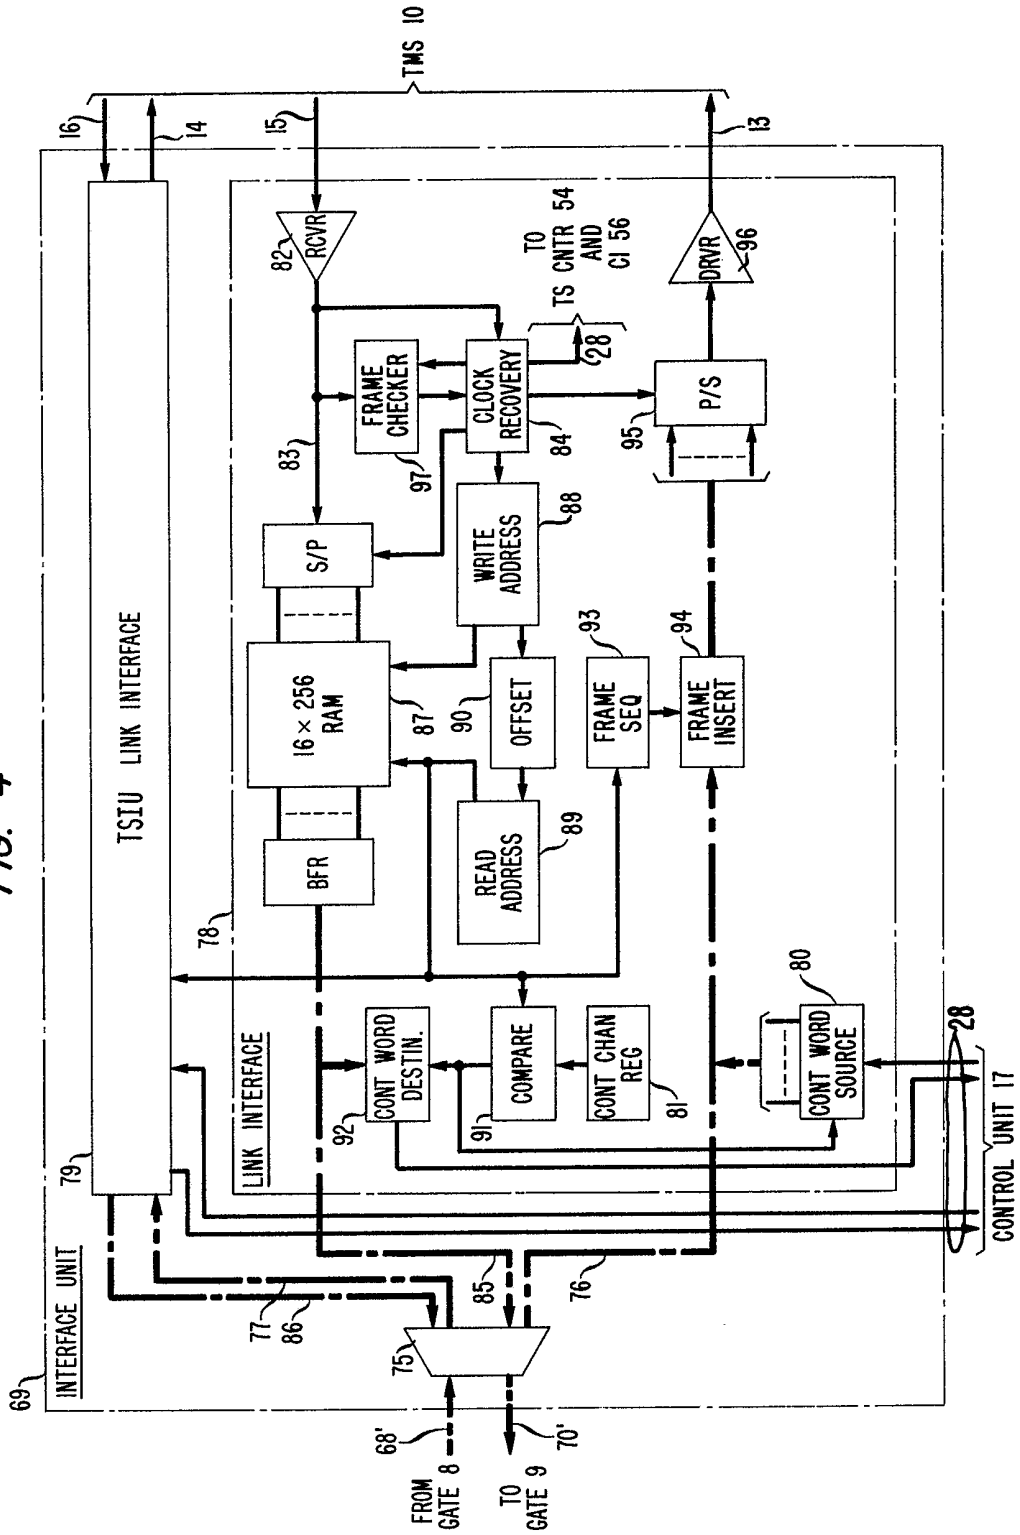 FIG. 4
69
INTERFACE UNIT
79
TSIU LINK INTERFACE
16
14
TMS 10
15
13
77
86
78
LINK INTERFACE
BFR
16 × 256
RAM
87
S/P
83
82
RCVR
FRAME
CHECKER
97
CLOCK
RECOVERY
84
28
TO
TS CNTR 54
AND
CI 56
WRITE
ADDRESS
88
90
OFFSET
READ
ADDRESS
89
92
CONT WORD
DESTIN.
91
COMPARE
CONT CHAN
REG
81
FRAME
SEQ
93
FRAME
INSERT
94
95
P/S
DRVR
96
CONT WORD
SOURCE
80
85
76
75
68'
FROM
GATE 8
70'
TO
GATE 9
28
CONTROL UNIT 17